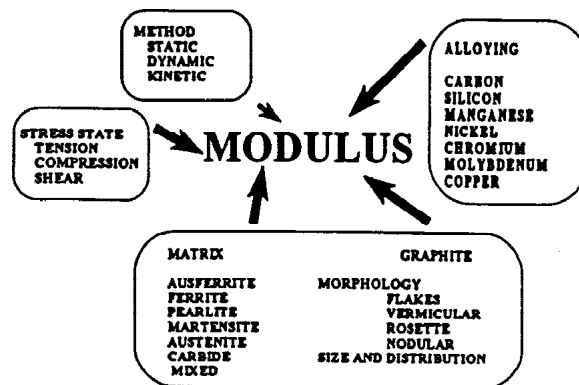 METHOD
STATIC
DYNAMIC
KINETIC
ALLOYING
CARBON
SILICON
MANGANESE
NICKEL
CHROMIUM
MOLYBDENUM
COPPER
STRESS STATE
TENSION
COMPRESSION
SHEAR
MODULUS
MATRIX
AUSFERRITE
FERRITE
PEARLITE
MARTENSITE
AUSTENITE
CARBIDE
MIXED
GRAPHITE
MORPHOLOGY
FLAKES
VERMICULAR
ROSETTE
NODULAR
SIZE AND DISTRIBUTION